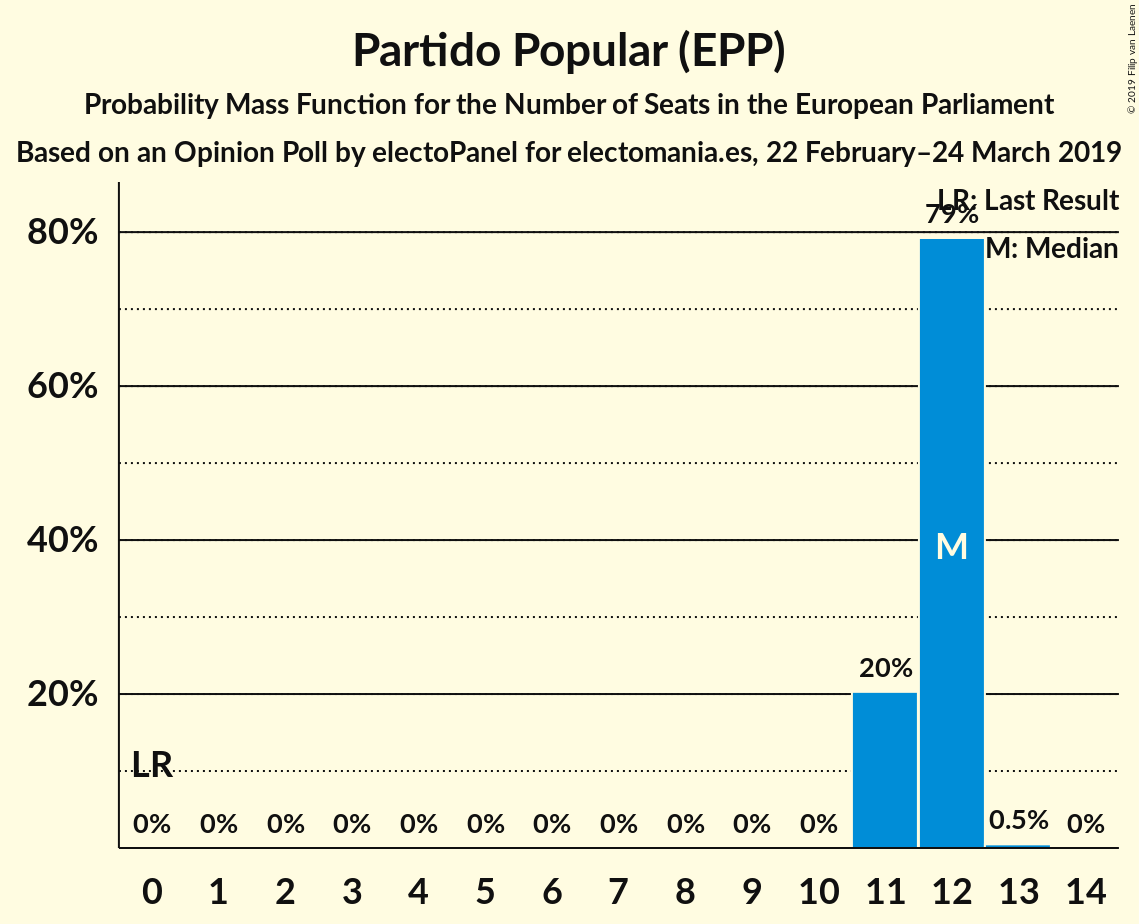 Partido Popular (EPP)
Probability Mass Function for the Number of Seats in the European Parliament
Based on an Opinion Poll by electoPanel for electomania.es, 22 February–24 March 2019
© 2019 Filip van Laenen
LR: Last Result
M: Median
80%
60%
40%
20%
79%
M
20%
LR
0% 0% 0% 0% 0% 0% 0% 0% 0% 0% 0% 0.5% 0%
0 1 2 3 4 5 6 7 8 9 10 11 12 13 14